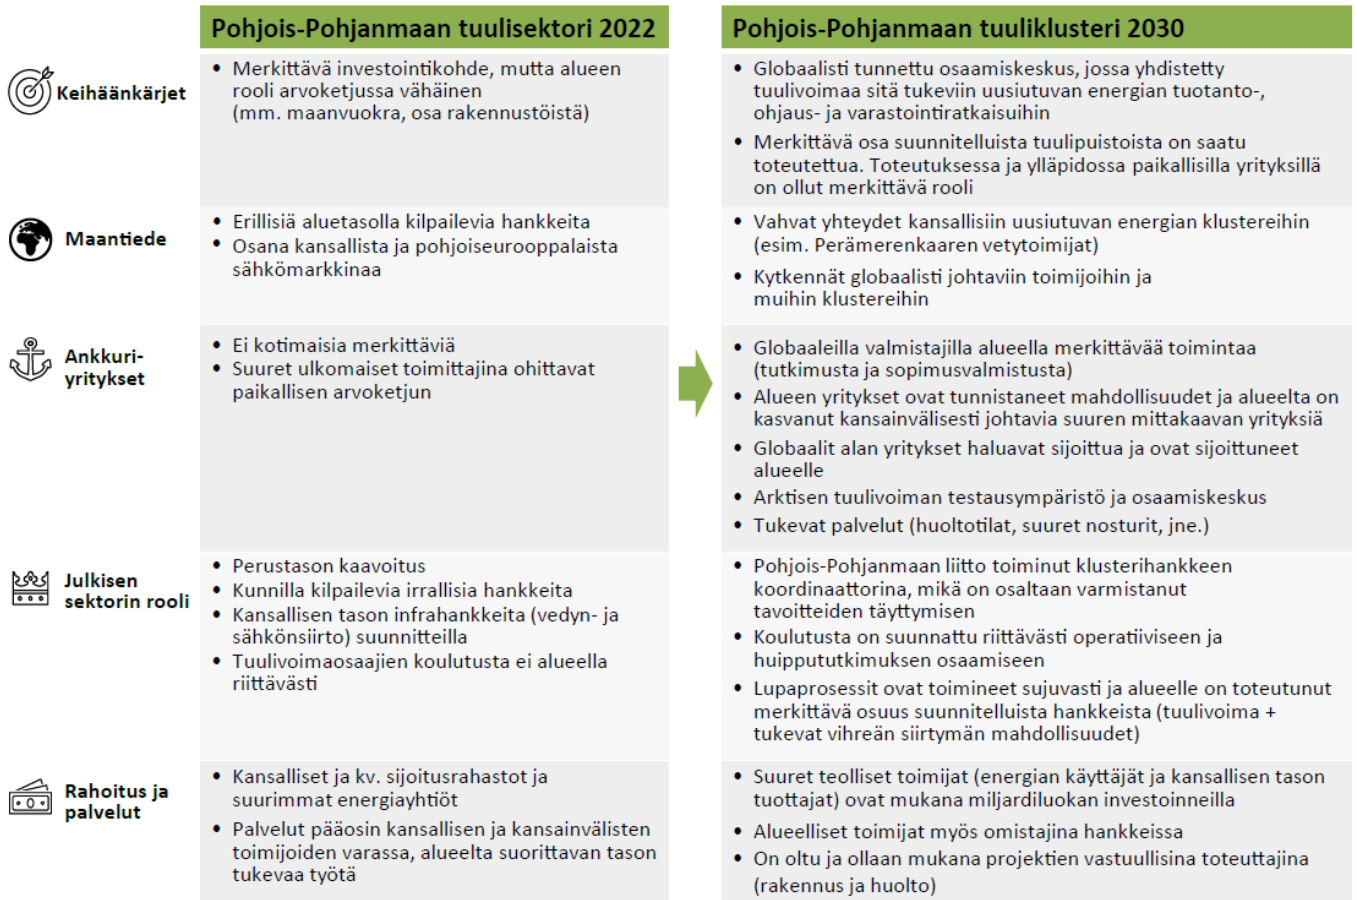 Pohjois-Pohjanmaan tuulisektori 2022
Pohjois-Pohjanmaan tuuliklusteri 2030
Keihäänkärjet
• Merkittävä investointikohde, mutta alueen
rooli arvoketjussa vähäinen
(mm. maanvuokra, osa rakennustöistä)
• Globaalisti tunnettu osaamiskeskus, jossa yhdistetty
tuulivoimaa sitä tukeviin uusiutuvan energian tuotanto-,
ohjaus- ja varastointiratkaisuihin
• Merkittävä osa suunnitelluista tuulipuistoista on saatu
toteutettua. Toteutuksessa ja ylläpidossa paikallisilla yrityksillä
on ollut merkittävä rooli
Maantiede
• Erillisiä aluetasolla kilpailevia hankkeita
• Osana kansallista ja pohjoiseurooppalaista
sähkömarkkinaa
• Vahvat yhteydet kansallisiin uusiutuvan energian klustereihin
(esim. Perämerenkaaren vetytoimijat)
• Kytkennät globaalisti johtaviin toimijoihin ja
muihin klustereihin
Ankkuri-
yritykset
• Ei kotimaisia merkittäviä
• Suuret ulkomaiset toimittajina ohittavat
paikallisen arvoketjun
• Globaaleilla valmistajilla alueella merkittävää toimintaa
(tutkimusta ja sopimusvalmistusta)
• Alueen yritykset ovat tunnistaneet mahdollisuudet ja alueelta on
kasvanut kansainvälisesti johtavia suuren mittakaavan yrityksiä
• Globaalit alan yritykset haluavat sijoittua ja ovat sijoittuneet
alueelle
• Arktisen tuulivoiman testausympäristö ja osaamiskeskus
• Tukevat palvelut (huoltotilat, suuret nosturit, jne.)
Julkisen
sektorin rooli
• Perustason kaavoitus
• Kunnilla kilpailevia irrallisia hankkeita
• Kansallisen tason infrahankkeita (vedyn- ja
sähkönsiirto) suunnitteilla
• Tuulivoimaosaajien koulutusta ei alueella
riittävästi
• Pohjois-Pohjanmaan liitto toiminut klusterihankkeen
koordinaattorina, mikä on osaltaan varmistanut
tavoitteiden täyttymisen
• Koulutusta on suunnattu riittävästi operatiiviseen ja
huippututkimuksen osaamiseen
• Lupaprosessit ovat toimineet sujuvasti ja alueelle on toteutunut
merkittävä osuus suunnitelluista hankkeista (tuulivoima +
tukevat vihreän siirtymän mahdollisuudet)
Rahoitus ja
palvelut
• Kansalliset ja kv. sijoitusrahastot ja
suurimmat energiayhtiöt
• Palvelut pääosin kansallisen ja kansainvälisten
toimijoiden varassa, alueelta suorittavan tason
tukevaa työtä
• Suuret teolliset toimijat (energian käyttäjät ja kansallisen tason
tuottajat) ovat mukana miljardiluokan investoinneilla
• Alueelliset toimijat myös omistajina hankkeissa
• On oltu ja ollaan mukana projektien vastuullisina toteuttajina
(rakennus ja huolto)